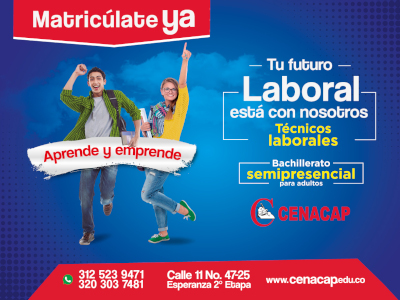 Matricúlate ya
Tu futuro
Laboral
está con nosotros
Técnicos
laborales
Bachillerato
semipresencial
para adultos
CENACAP
Aprende y emprende
312 523 9471
320 303 7481
Calle 11 No. 47-25
Esperanza 2º Etapa
www.cenacapedu.co